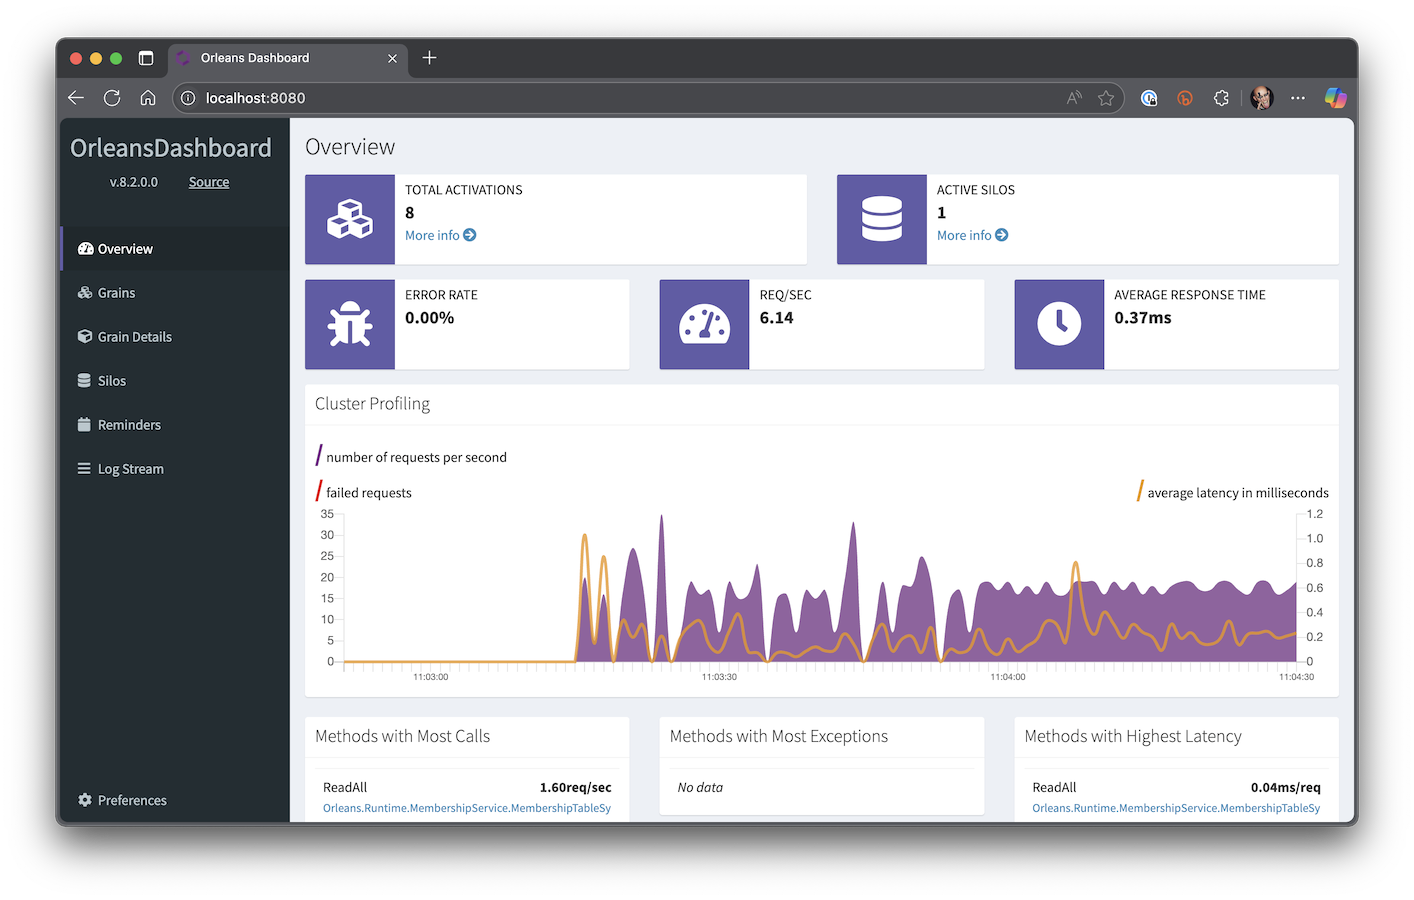 Orleans Dashboard
localhost:8080
OrleansDashboard
v.8.2.0.0 Source
Overview
Grains
Grain Details
Silos
Reminders
Log Stream
Preferences
Overview
TOTAL ACTIVATIONS
8
More info
ACTIVE SILOS
1
More info
ERROR RATE
0.00%
REQ/SEC
6.14
AVERAGE RESPONSE TIME
0.37ms
Cluster Profiling
number of requests per second
failed requests
average latency in milliseconds
35
30
25
20
15
10
5
0
1.2
1.0
0.8
0.6
0.4
0.2
0
11:03:00 11:03:30 11:04:00 11:04:30
Methods with Most Calls
ReadAll 1.60req/sec
Orleans.Runtime.MembershipService.MembershipTableSy
Methods with Most Exceptions
No data
Methods with Highest Latency
ReadAll 0.04ms/req
Orleans.Runtime.MembershipService.MembershipTableSy